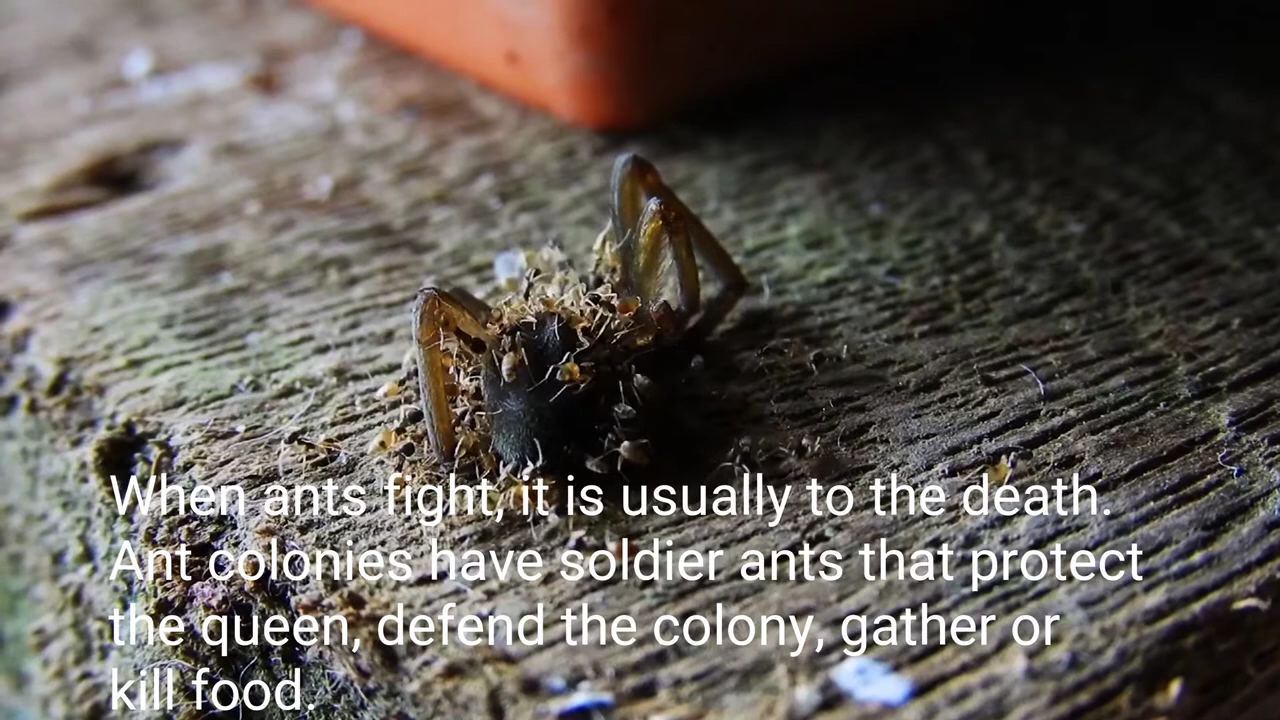 When ants fight, it is usually to the death.
Ant colonies have soldier ants that protect
the queen, defend the colony, gather or
kill food.